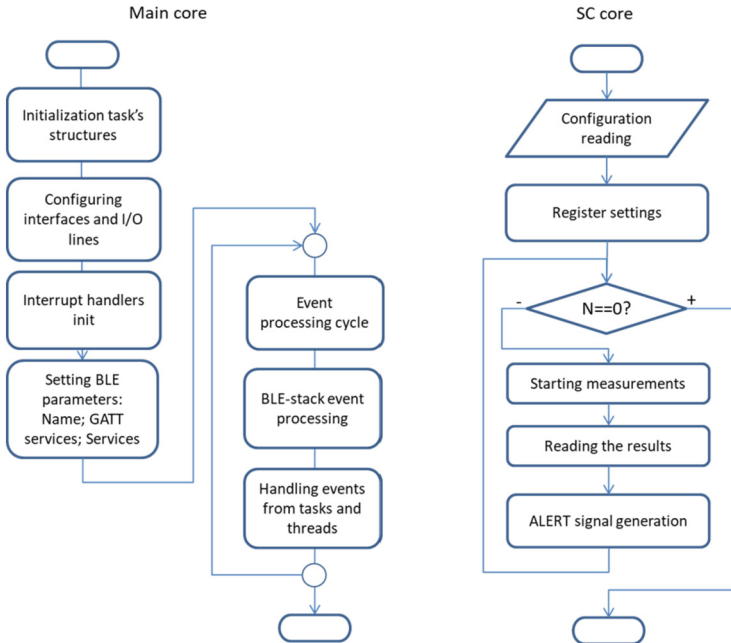 Main core
Initialization task's
structures
Configuring
interfaces and I/O
lines
Interrupt handlers
init
Setting BLE
parameters:
Name; GATT
services; Services
Event
processing cycle
BLE-stack event
processing
Handling events
from tasks and
threads
SC core
Configuration
reading
Register settings
- N==0? +
Starting measurements
Reading the results
ALERT signal generation